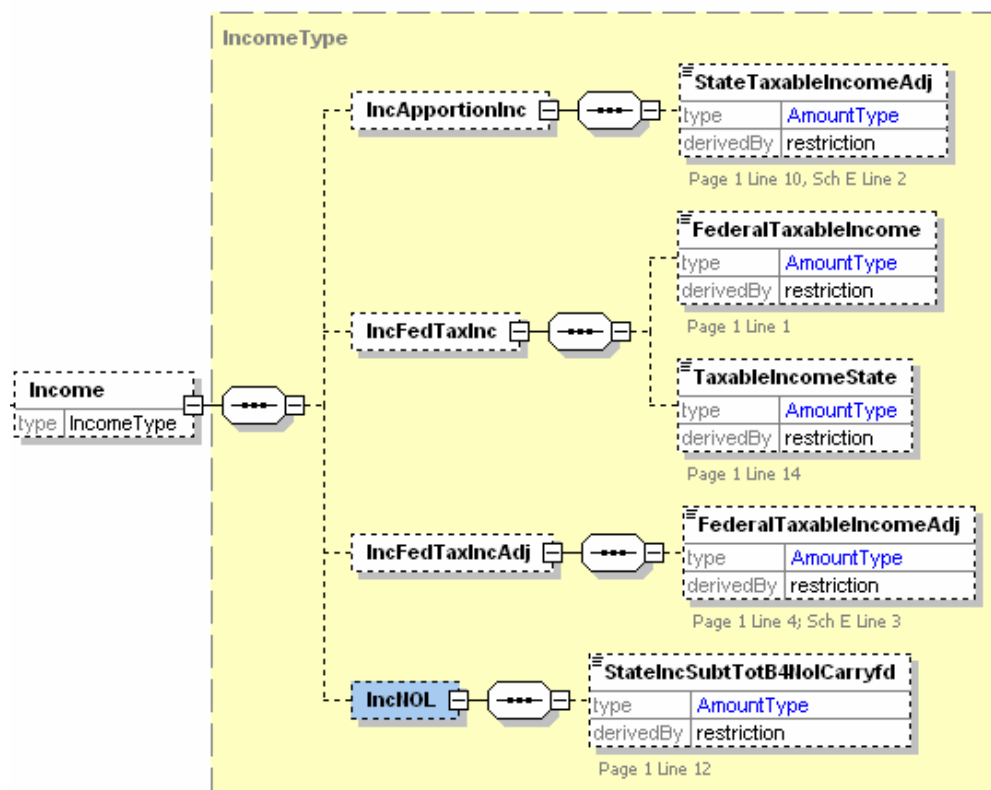 IncomeType
StateTaxableIncomeAdj
IncApportionInc
type AmountType
derivedBy restriction
Page 1 Line 10, Sch E Line 2
FederalTaxableIncome
type AmountType
derivedBy restriction
IncFedTaxInc
Page 1 Line 1
TaxableIncomeState
Income
type IncomeType
type AmountType
derivedBy restriction
Page 1 Line 14
FederalTaxableIncomeAdj
IncFedTaxIncAdj
type AmountType
derivedBy restriction
Page 1 Line 4; Sch E Line 3
StateIncSubtTotB4NolCarryfd
IncNOL
type AmountType
derivedBy restriction
Page 1 Line 12